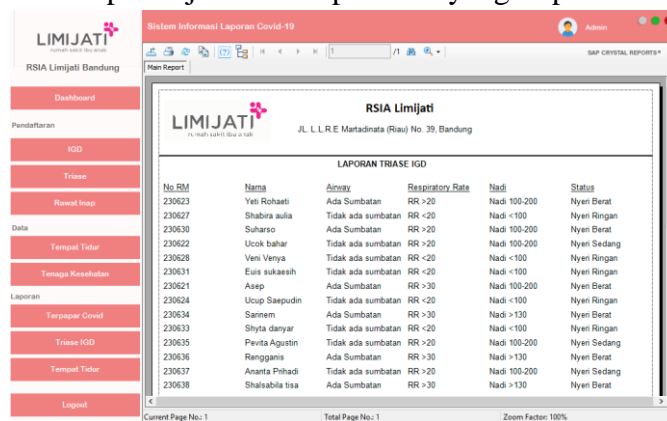 LIMIJATI
rumah sakit ibu anak
RSIA Limijati Bandung
Dashboard
Pendaftaran
IGD
Triase
Rawat Inap
Data
Tempat Tidur
Tenaga Kesehatan
Laporan
Terpapar Covid
Triase IGD
Tempat Tidur
Logout
Sistem Informasi Laporan Covid-19
Admin
1 /1
SAP CRYSTAL REPORTS
Main Report
LIMIJATI
rumah sakit ibu anak
RSIA Limijati
JL. L.L.R.E Martadinata (Riau) No. 39, Bandung
LAPORAN TRIASE IGD
No.RM Nama Airway Respiratory Rate Nadi Status
230623 Yeti Rohaeti Ada Sumbatan RR >20 Nadi 100-200 Nyeri Berat
230627 Shabira aulia Tidak ada sumbatan RR <20 Nadi <100 Nyeri Ringan
230630 Suharso Ada Sumbatan RR >20 Nadi 100-200 Nyeri Berat
230622 Ucok bahar Tidak ada sumbatan RR >20 Nadi 100-200 Nyeri Sedang
230628 Veni Venya Tidak ada sumbatan RR <20 Nadi <100 Nyeri Ringan
230631 Euis sukaesih Tidak ada sumbatan RR <20 Nadi <100 Nyeri Ringan
230621 Asep Ada Sumbatan RR >30 Nadi 100-200 Nyeri Berat
230624 Ucup Saepudin Tidak ada sumbatan RR <20 Nadi <100 Nyeri Ringan
230634 Sarinem Ada Sumbatan RR >30 Nadi >130 Nyeri Berat
230633 Shyta danyar Tidak ada sumbatan RR <20 Nadi <100 Nyeri Ringan
230635 Pevita Agustin Tidak ada sumbatan RR >20 Nadi 100-200 Nyeri Sedang
230636 Rengganis Ada Sumbatan RR >30 Nadi >130 Nyeri Berat
230637 Ananta Prihadi Tidak ada sumbatan RR >20 Nadi 100-200 Nyeri Sedang
230638 Shalsabila tisa Ada Sumbatan RR >30 Nadi >130 Nyeri Berat
Current Page No.: 1 Total Page No.: 1 Zoom Factor: 100%